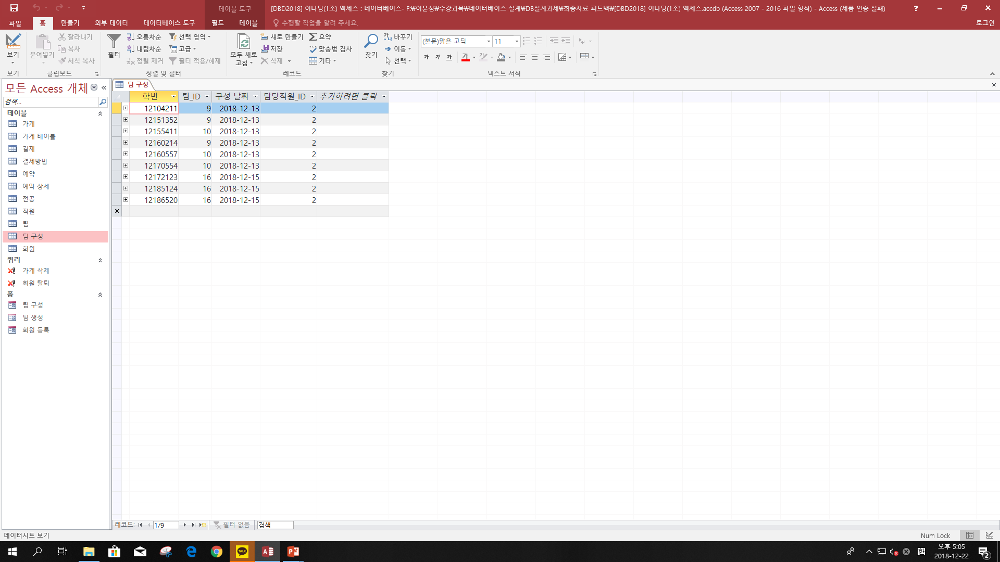 테이블 도구
[DBD2018] 이나팅(1조) 액세스 : 데이터베이스- F:₩이윤성₩수강과목₩데이터베이스 설계₩DB설계과제₩최종자료 피드백₩[DBD2018] 이나팅(1조) 액세스.accdb (Access 2007 - 2016 파일 형식) - Access (제품 인증 실패)
?
파일 홈 만들기 외부 데이터 데이터베이스 도구 필드 테이블 수행할 작업을 알려 주세요. 로그인
보기
보기
붙여넣기
잘라내기
복사
서식 복사
클립보드
필터
오름차순
내림차순
정렬 제거
선택 영역
고급
필터 적용/해제
정렬 및 필터
모두 새로
고침
새로 만들기
저장
삭제
요약
맞춤법 검사
기타
레코드
찾기
바꾸기
이동
선택
찾기
(본문)맑은 고딕 11
가 가 가 가
텍스트 서식
모든 Access 개체
검색...
테이블
가게
가게 테이블
결제
결제방법
예약
예약 상세
전공
직원
팀
팀 구성
회원
쿼리
가게 삭제
회원 탈퇴
폼
팀 구성
팀 생성
회원 등록
팀 구성
학번 팀_ID 구성 날짜 담당직원_ID 추가하려면 클릭
12104211 9 2018-12-13 2
12151352 9 2018-12-13 2
12155411 10 2018-12-13 2
12160214 9 2018-12-13 2
12160557 10 2018-12-13 2
12170554 10 2018-12-13 2
12172123 16 2018-12-15 2
12185124 16 2018-12-15 2
12186520 16 2018-12-15 2
레코드: 1/9 필터 없음 검색
데이터시트 보기
Num Lock
TALK
한
오후 5:05
2018-12-22
2